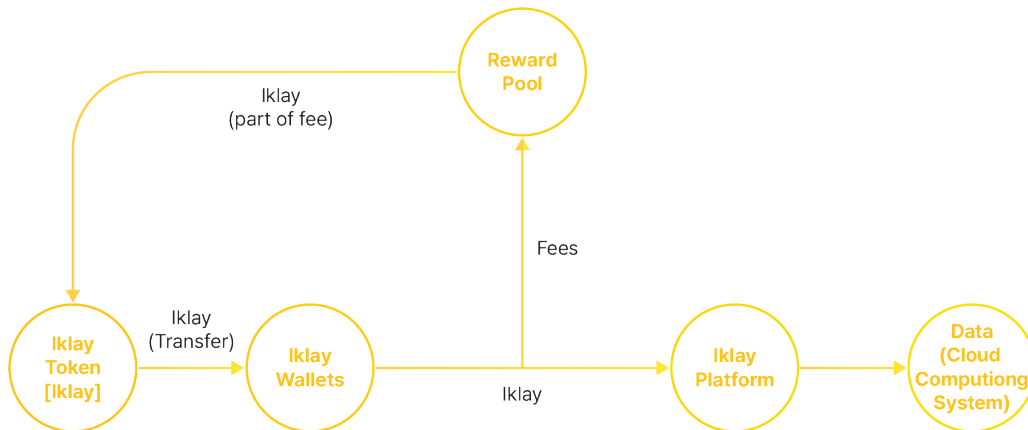 Reward
Pool
Iklay
(part of fee)
Fees
Iklay
Token
[Iklay]
Iklay
(Transfer)
Iklay
Wallets
Iklay
Iklay
Platform
Data
(Cloud
Computiong
System)